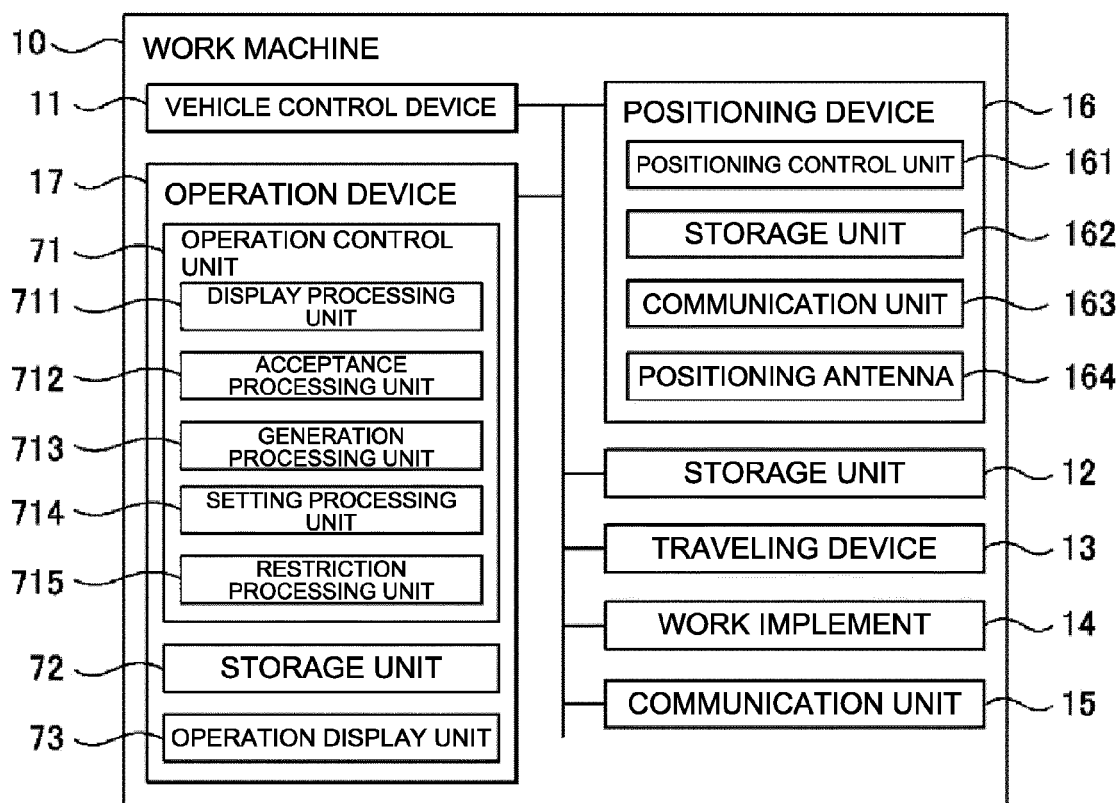 10
WORK MACHINE
11
VEHICLE CONTROL DEVICE
17
OPERATION DEVICE
71
OPERATION CONTROL
UNIT
711
DISPLAY PROCESSING
UNIT
712
ACCEPTANCE
PROCESSING UNIT
713
GENERATION
PROCESSING UNIT
714
SETTING PROCESSING
UNIT
715
RESTRICTION
PROCESSING UNIT
72
STORAGE UNIT
73
OPERATION DISPLAY UNIT
POSITIONING DEVICE
16
POSITIONING CONTROL UNIT
161
STORAGE UNIT
162
COMMUNICATION UNIT
163
POSITIONING ANTENNA
164
STORAGE UNIT
12
TRAVELING DEVICE
13
WORK IMPLEMENT
14
COMMUNICATION UNIT
15